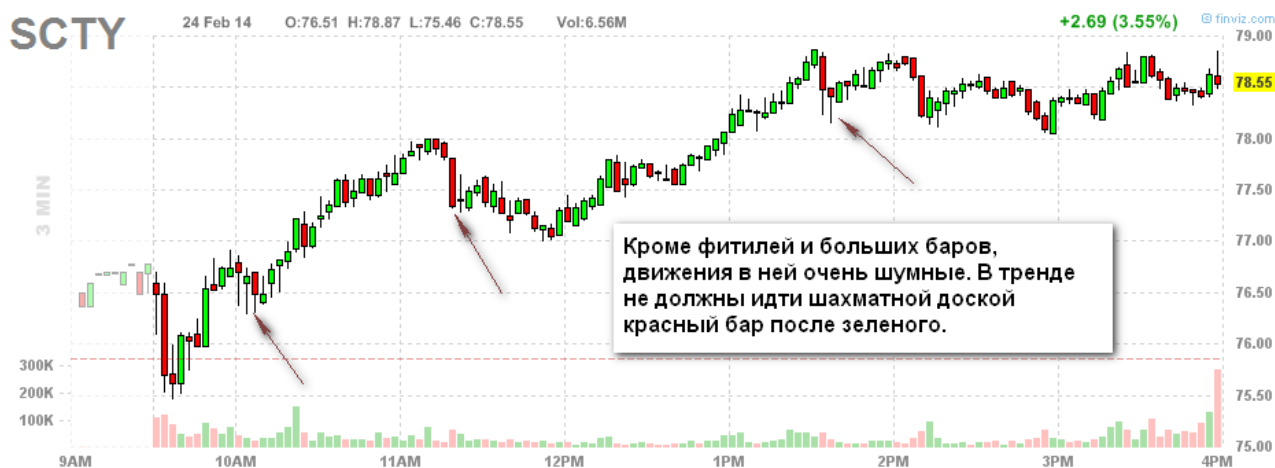 SCTY
24 Feb 14 O:76.51 H:78.87 L:75.46 C:78.55 Vol:6.56M
+2.69 (3.55%)
© finviz.com
3 MIN
79.00
78.55
78.00
77.50
77.00
76.50
76.00
75.50
75.00
Кроме фитилей и больших баров,
движения в ней очень шумные. В тренде
не должны идти шахматной доской
красный бар после зеленого.
300K
200K
100K
9AM 10AM 11AM 12PM 1PM 2PM 3PM 4PM